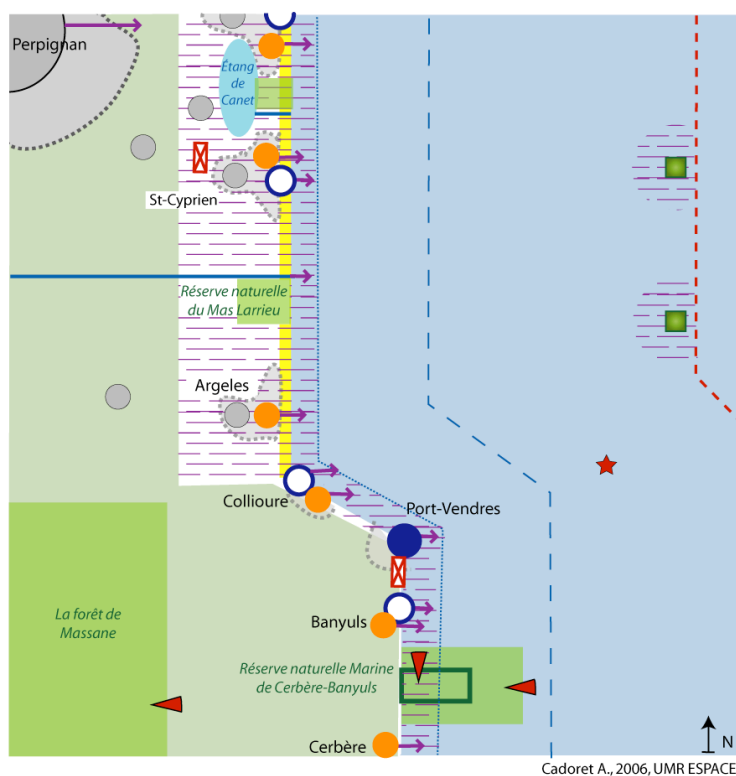 Perpignan
Étang
de
Canet
St-Cyprien
Réserve naturelle
du Mas Larrieu
Argeles
Collioure
Port-Vendres
La forêt de
Massane
Banyuls
Réserve naturelle Marine
de Cerbère-Banyuls
Cerbère
N
Cadoret A., 2006, UMR ESPACE